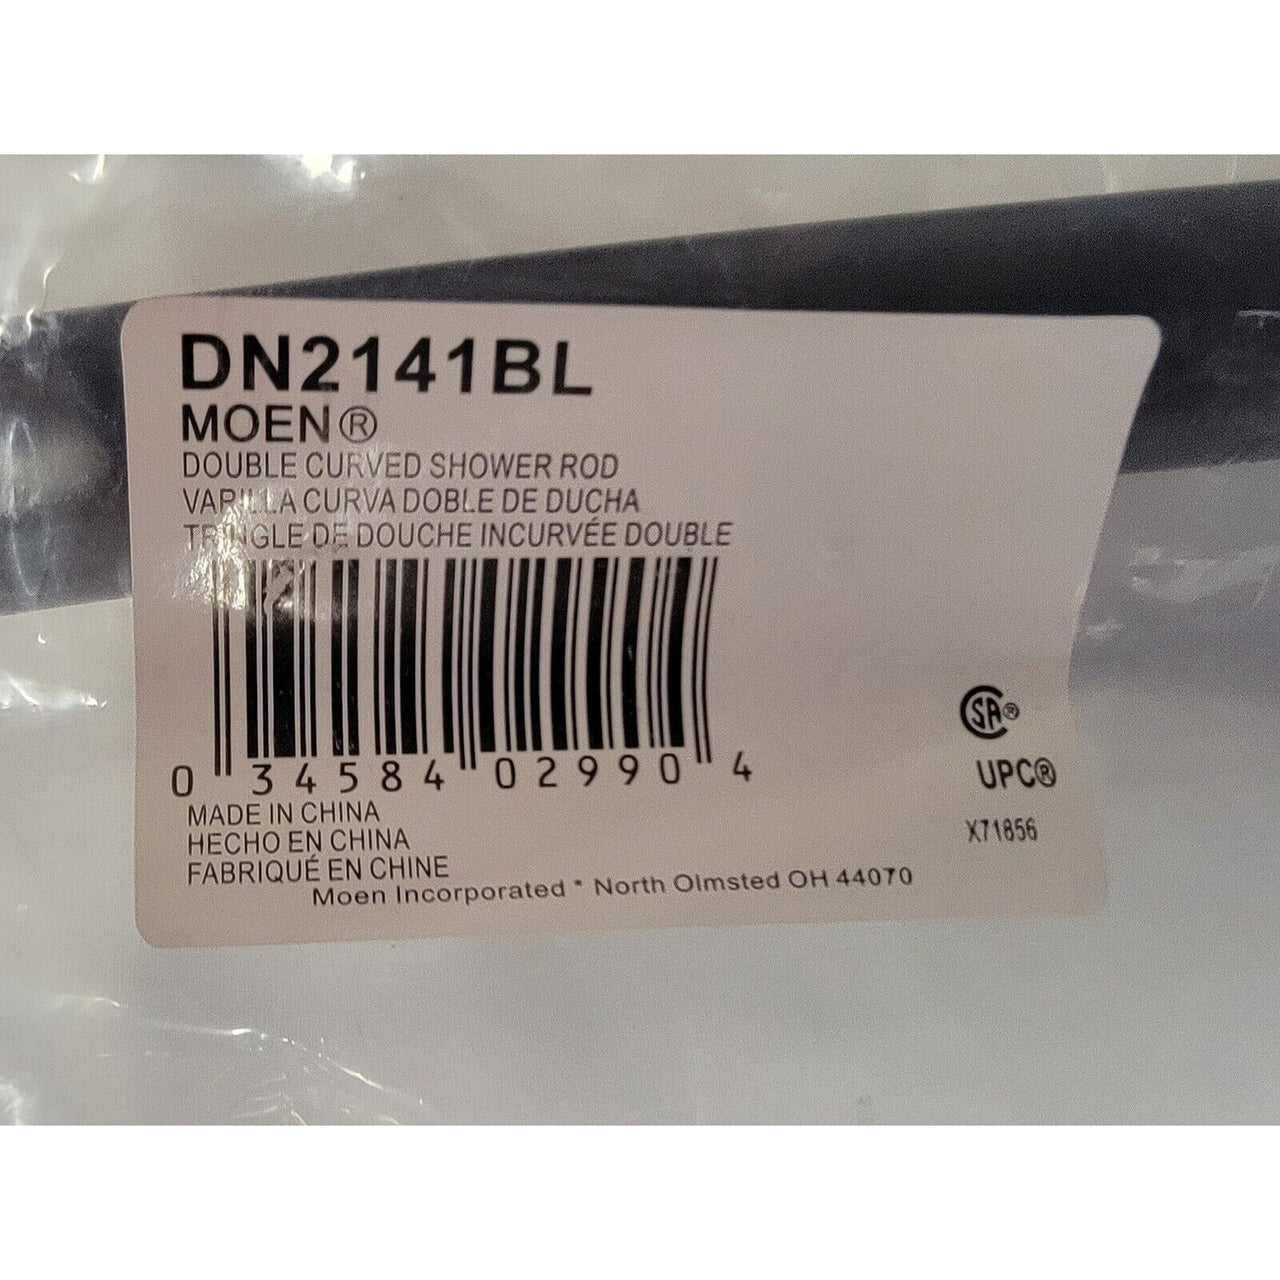 DN2141BL
MOEN®
DOUBLE CURVED SHOWER ROD
VARILLA CURVA DOBLE DE DUCHA
TRINGLE DE DOUCHE INCURVÉE DOUBLE
0 34584 02990 4
MADE IN CHINA
HECHO EN CHINA
FABRIQUÉ EN CHINE
Moen Incorporated * North Olmsted OH 44070
SA®
UPC®
X71856